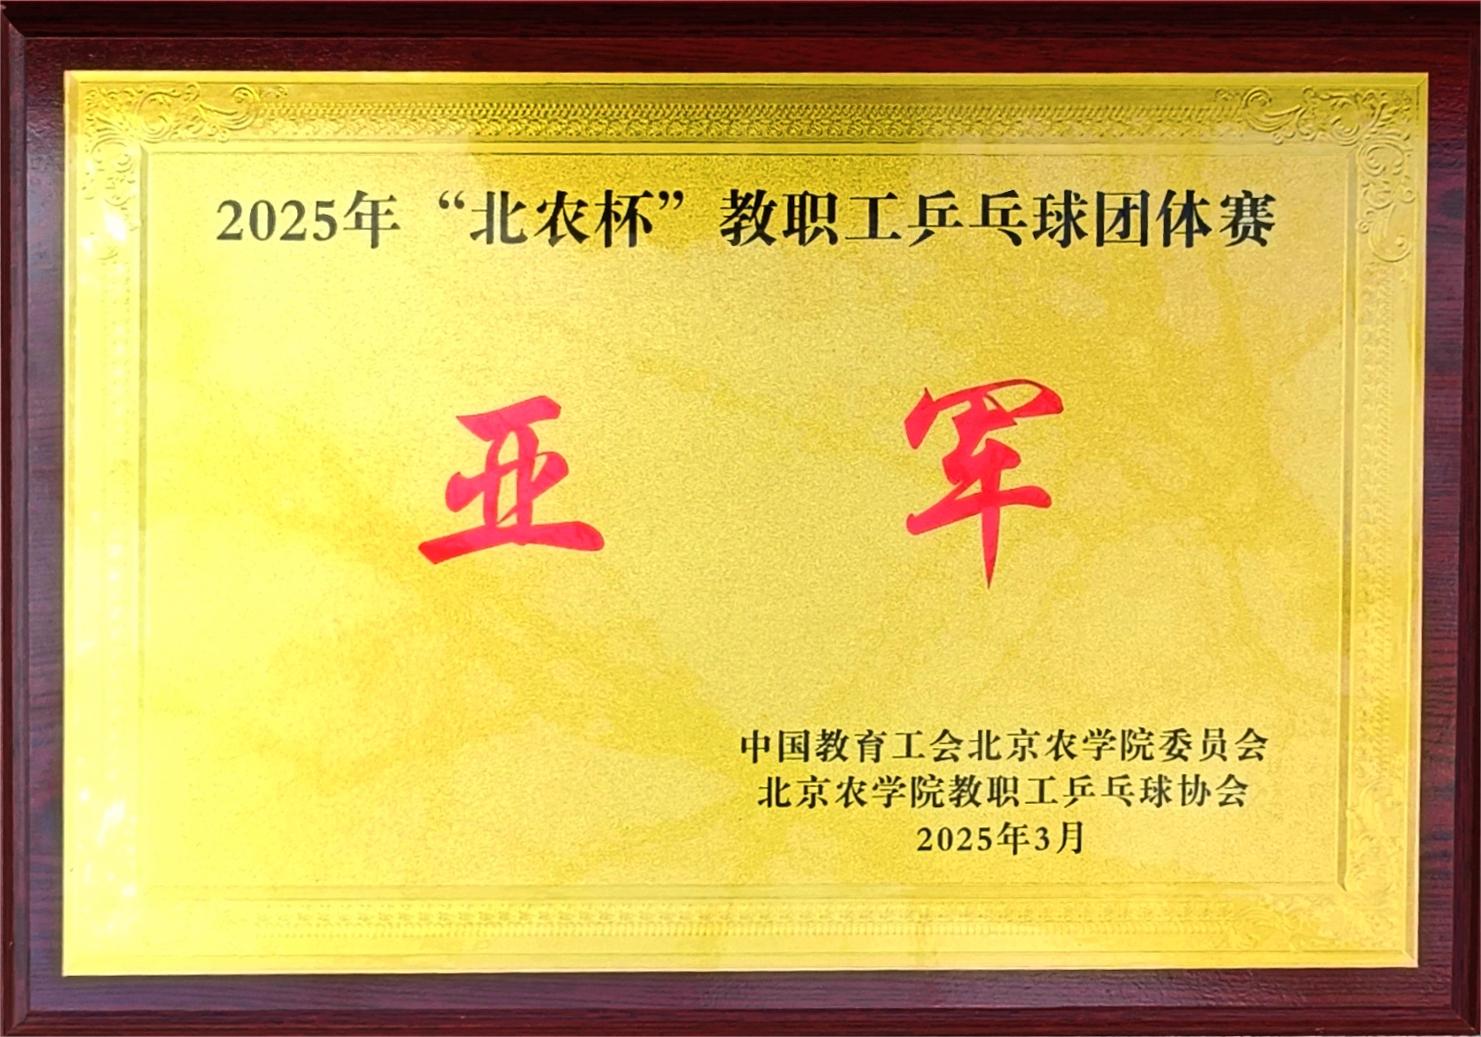 2025年“北农杯”教职工乒乓球团体赛
亚军
中国教育工会北京农学院委员会
北京农学院教职工乒乓球协会
2025年3月